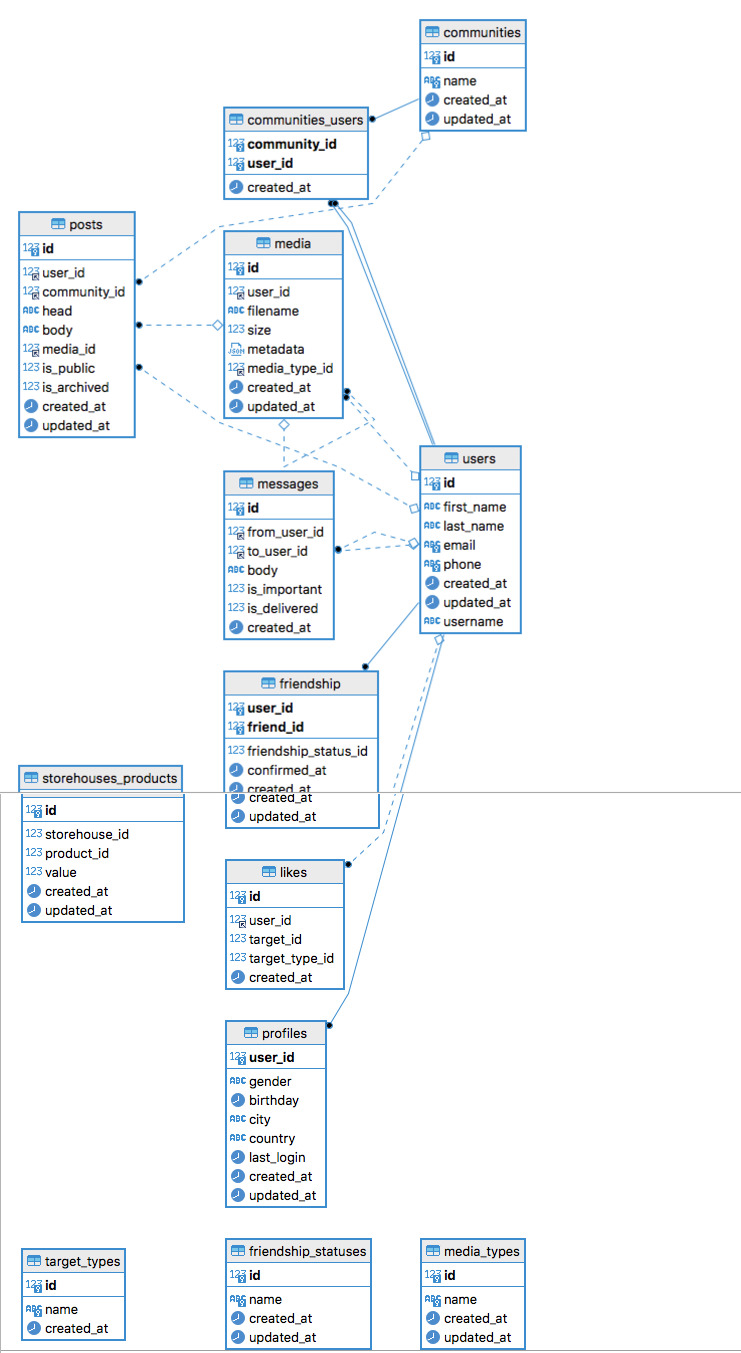 communities
id
name
created_at
updated_at
communities_users
community_id
user_id
created_at
posts
id
user_id
community_id
head
body
media_id
is_public
is_archived
created_at
updated_at
media
id
user_id
filename
size
metadata
media_type_id
created_at
updated_at
messages
id
from_user_id
to_user_id
body
is_important
is_delivered
created_at
users
id
first_name
last_name
email
phone
created_at
updated_at
username
friendship
user_id
friend_id
friendship_status_id
confirmed_at
created_at
created_at
updated_at
storehouses_products
id
storehouse_id
product_id
value
created_at
updated_at
likes
id
user_id
target_id
target_type_id
created_at
profiles
user_id
gender
birthday
city
country
last_login
created_at
updated_at
target_types
id
name
created_at
friendship_statuses
id
name
created_at
updated_at
media_types
id
name
created_at
updated_at